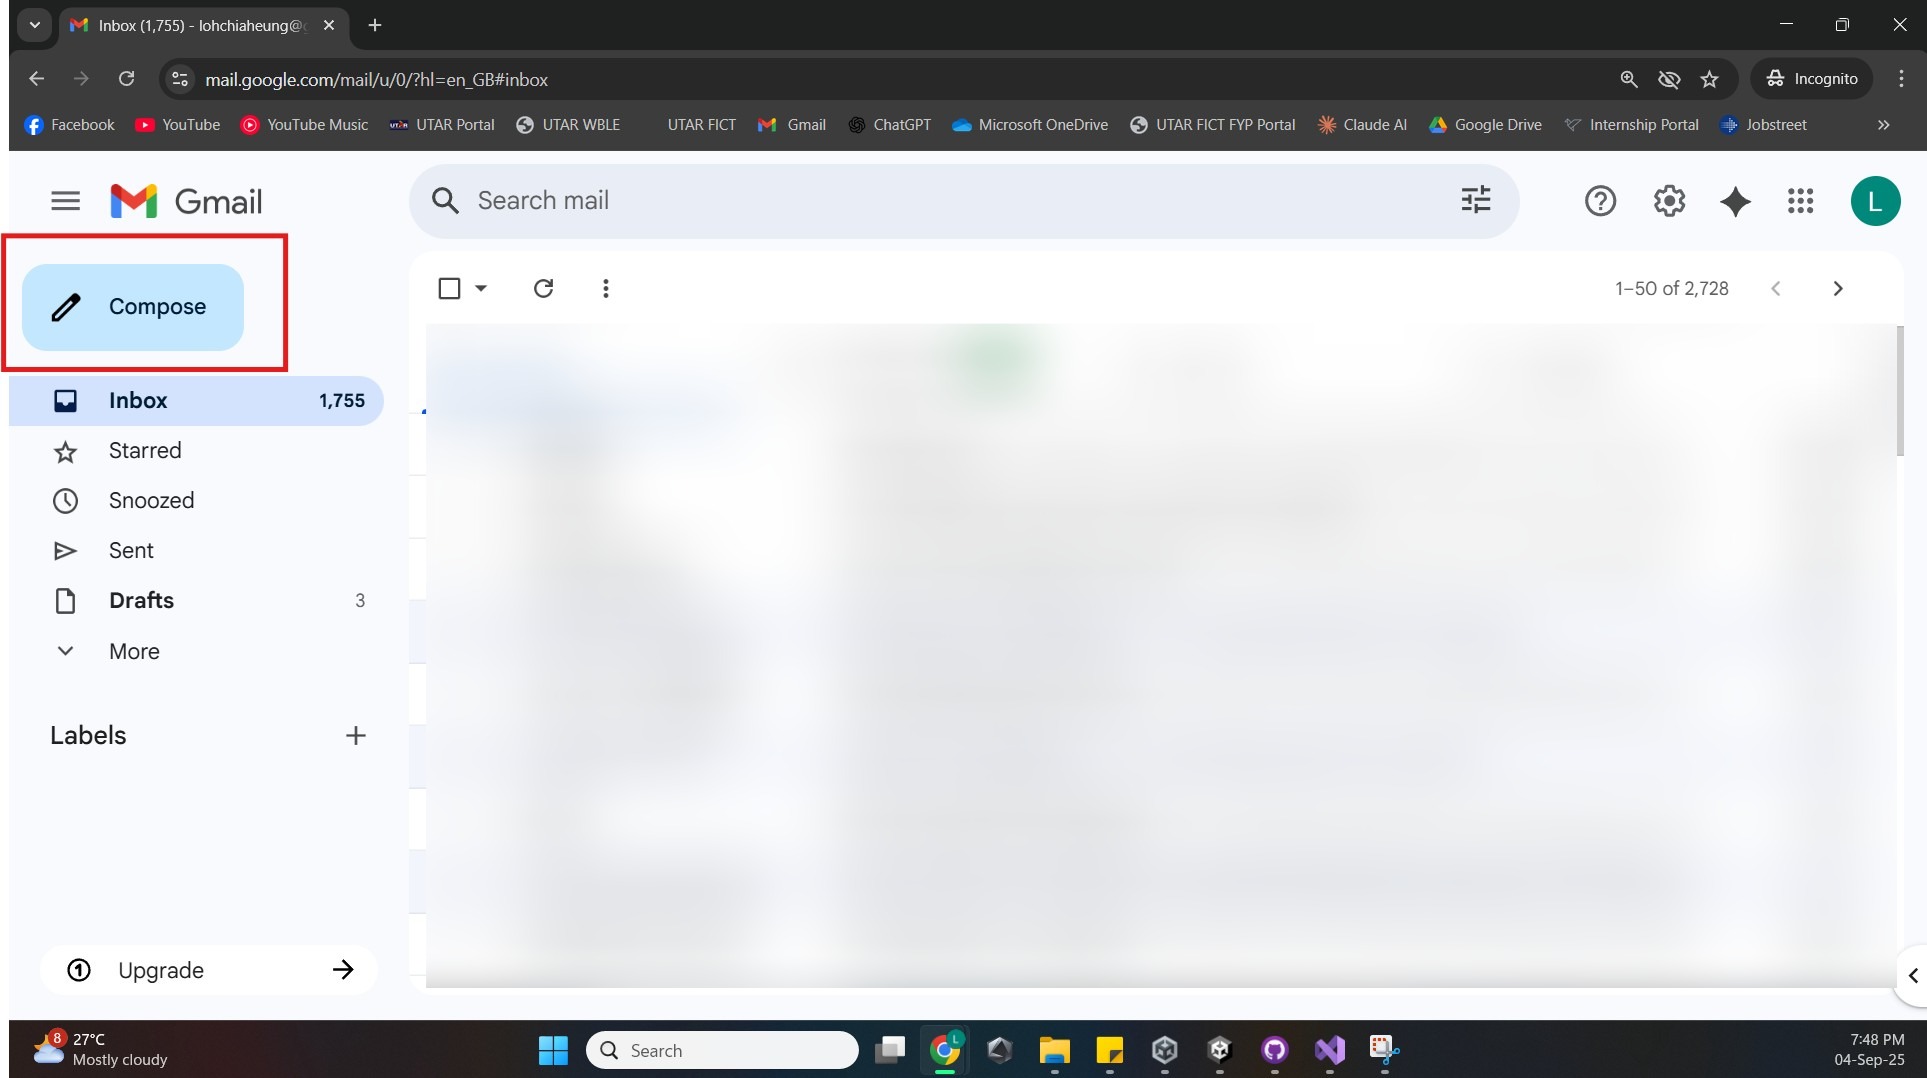 Inbox (1,755) - lohchiaheung@
mail.google.com/mail/u/0/?hl=en_GB#inbox
Incognito
Facebook YouTube YouTube Music UTAR Portal UTAR WBLE UTAR FICT Gmail ChatGPT Microsoft OneDrive UTAR FICT FYP Portal Claude AI Google Drive Internship Portal Jobstreet
Gmail
Search mail
L
Compose
1–50 of 2,728
Inbox 1,755
Starred
Snoozed
Sent
Drafts 3
More
Labels
Upgrade
8
27°C
Mostly cloudy
Search
L
7:48 PM
04-Sep-25